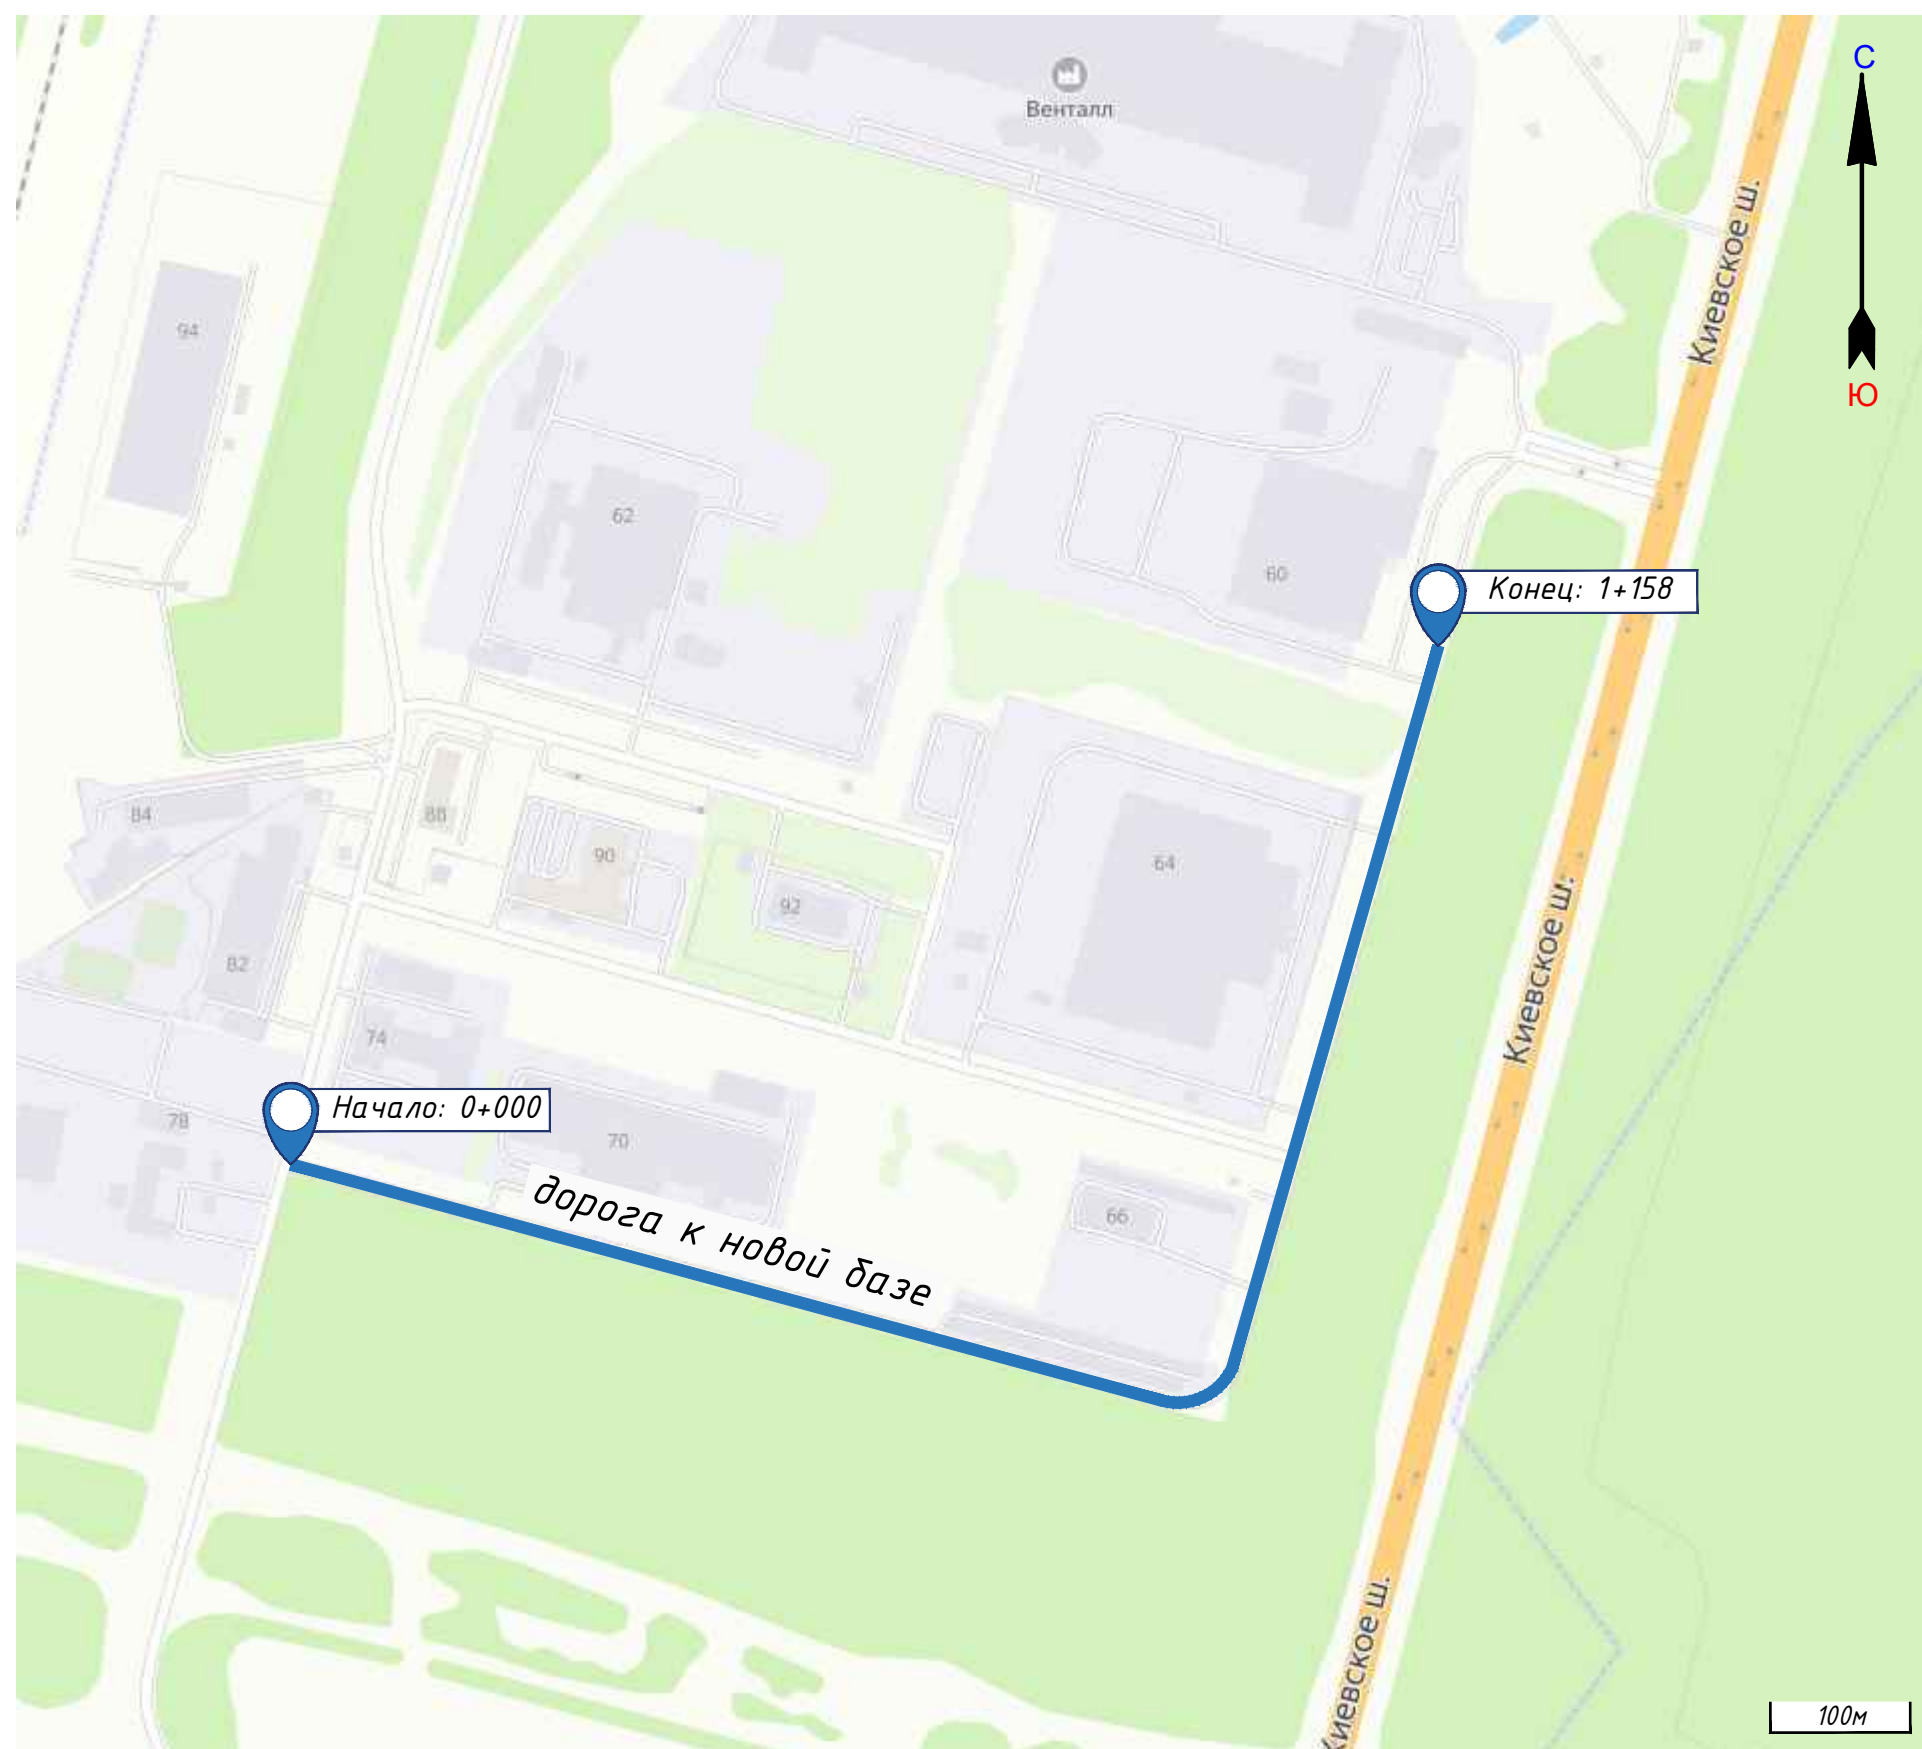 С
Венталл
Киевское ш.
94
Ю
62
60
Конец: 1+158
84
88
90
64
92
82
Киевское ш.
74
Начало: 0+000
78
70
дорога к новой базе
66
Киевское ш.
100м